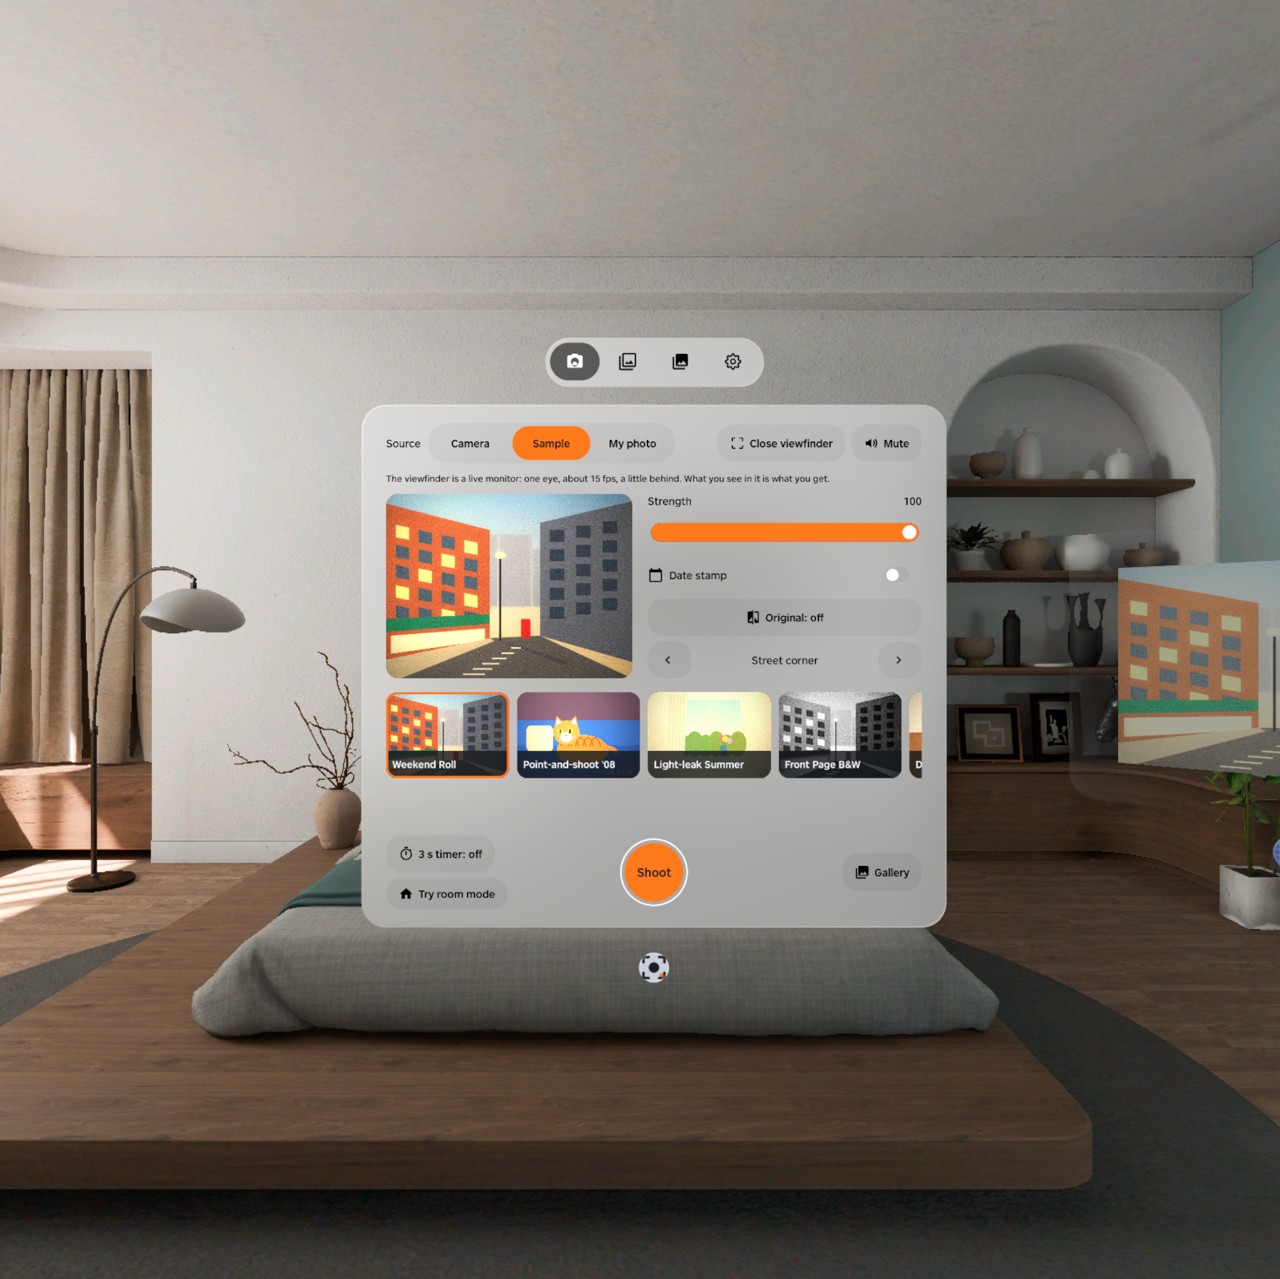 Source
Camera
Sample
My photo
Close viewfinder
Mute
The viewfinder is a live monitor: one eye, about 15 fps, a little behind. What you see in it is what you get.
Strength
100
Date stamp
Original: off
Street corner
Weekend Roll
Point-and-shoot '08
Light-leak Summer
Front Page B&W
3 s timer: off
Shoot
Gallery
Try room mode